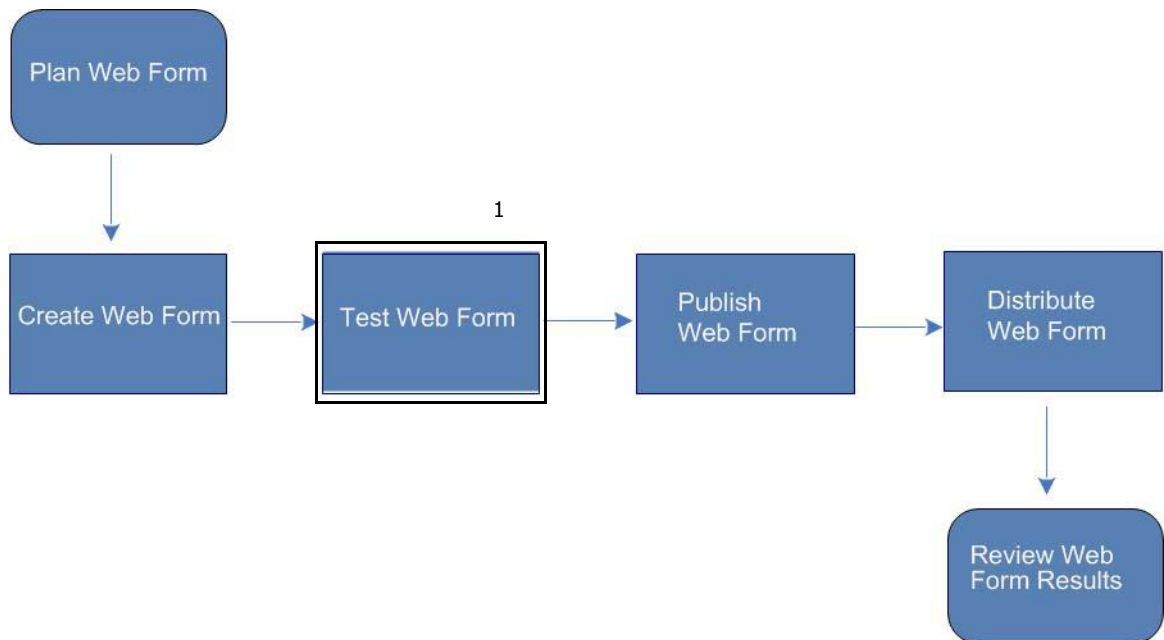 Plan Web Form
1
Create Web Form
Test Web Form
Publish
Web Form
Distribute
Web Form
Review Web
Form Results